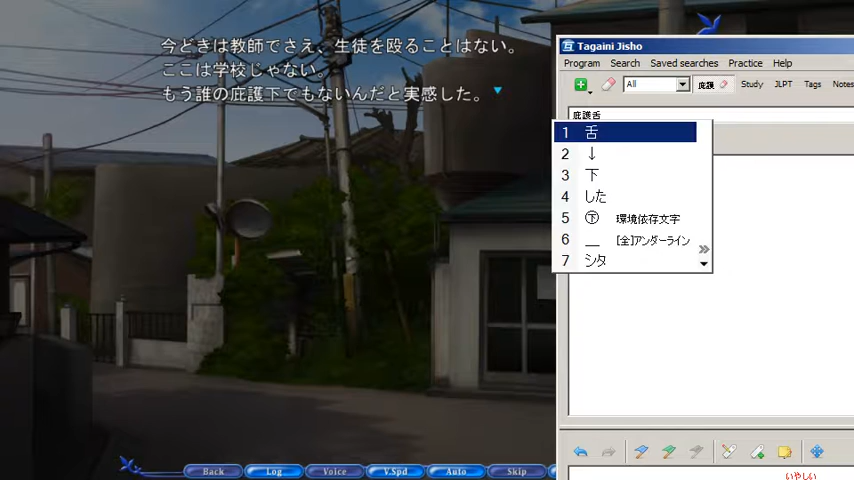 今どきは教師でさえ、生徒を殴ることはない。
ここは学校じゃない。
もう誰の庇護下でもないんだと実感した。
Tagaini Jisho
Program Search Saved searches Practice Help
All 庇護 Study JLPT Tags Notes
庇護舌
1 舌
2 ↓
3 下
4 した
5 ㊦ 環境依存文字
6 ＿ [全]アンダーライン
7 シタ
いやしい
Back Log Voice V.Spd Auto Skip